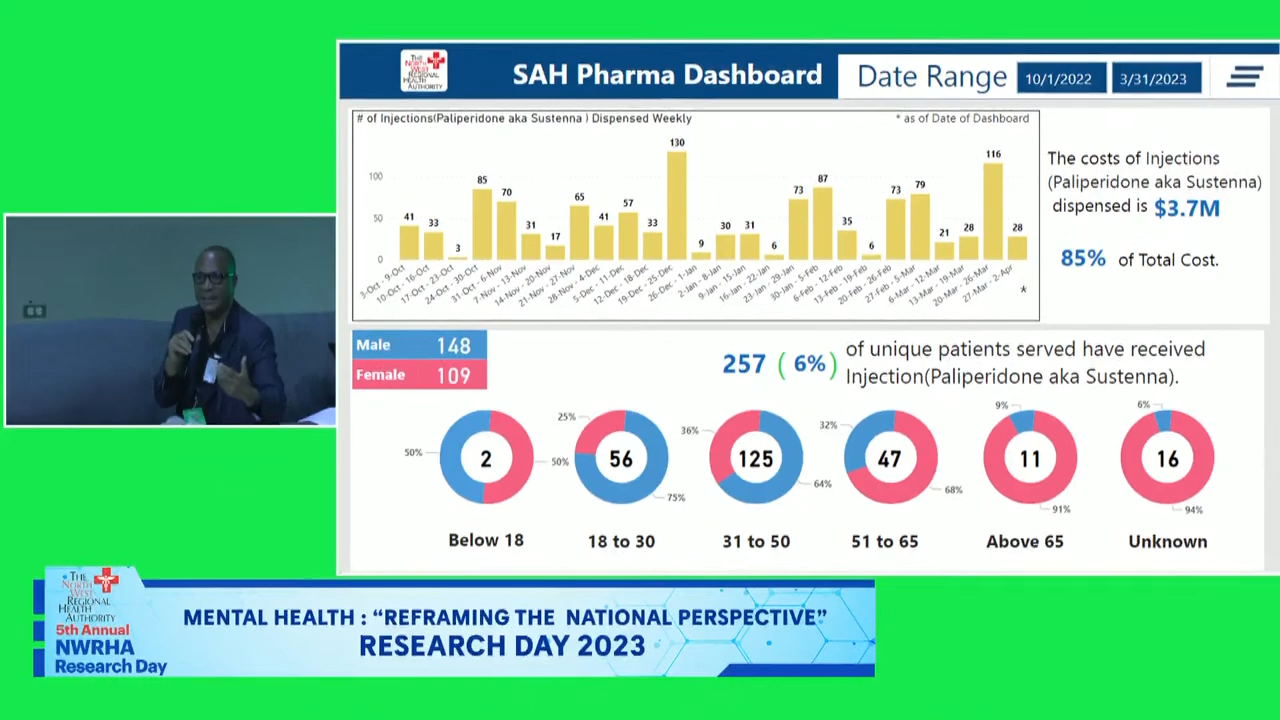 THE
NORTH
WEST
REGIONAL
HEALTH
AUTHORITY
SAH Pharma Dashboard
Date Range
10/1/2022
3/31/2023
# of Injections(Paliperidone aka Sustenna ) Dispensed Weekly
* as of Date of Dashboard
100
50
0
41
33
3
85
70
31
17
65
41
57
33
130
9
30
31
6
73
87
35
6
73
79
21
28
116
28
3-Oct - 9-Oct
10-Oct - 16-Oct
17-Oct - 23-Oct
24-Oct - 30-Oct
31-Oct - 6-Nov
7-Nov - 13-Nov
14-Nov - 20-Nov
21-Nov - 27-Nov
28-Nov - 4-Dec
5-Dec - 11-Dec
12-Dec - 18-Dec
19-Dec - 25-Dec
26-Dec - 1-Jan
2-Jan - 8-Jan
9-Jan - 15-Jan
16-Jan - 22-Jan
23-Jan - 29-Jan
30-Jan - 5-Feb
6-Feb - 12-Feb
13-Feb - 19-Feb
20-Feb - 26-Feb
27-Feb - 5-Mar
6-Mar - 12-Mar
13-Mar - 19-Mar
20-Mar - 26-Mar
27-Mar - 2-Apr
*
The costs of Injections
(Paliperidone aka Sustenna)
dispensed is $3.7M
85% of Total Cost.
Male 148
Female 109
257 ( 6%) of unique patients served have received
Injection(Paliperidone aka Sustenna).
50%
2
50%
Below 18
25%
56
75%
18 to 30
36%
125
64%
31 to 50
32%
47
68%
51 to 65
9%
11
91%
Above 65
6%
16
94%
Unknown
THE
NORTH
WEST
REGIONAL
HEALTH
AUTHORITY
5th Annual
NWRHA
Research Day
MENTAL HEALTH : “REFRAMING THE NATIONAL PERSPECTIVE”
RESEARCH DAY 2023